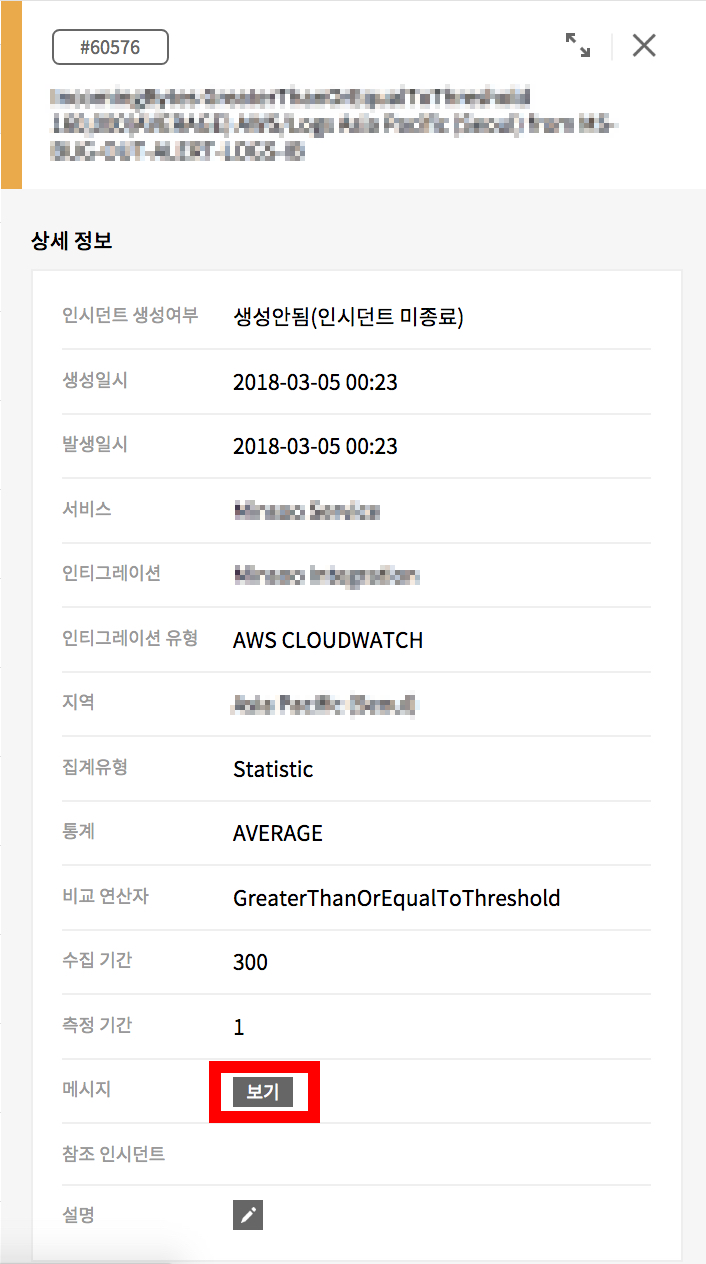 #60576
상세 정보
인시던트 생성여부 생성안됨(인시던트 미종료)
생성일시 2018-03-05 00:23
발생일시 2018-03-05 00:23
서비스
인티그레이션
인티그레이션 유형 AWS CLOUDWATCH
지역
집계유형 Statistic
통계 AVERAGE
비교 연산자 GreaterThanOrEqualToThreshold
수집 기간 300
측정 기간 1
메시지 보기
참조 인시던트
설명